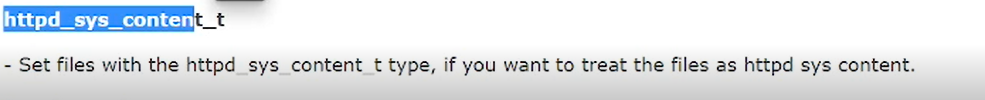 httpd_sys_content_t
- Set files with the httpd_sys_content_t type, if you want to treat the files as httpd sys content.